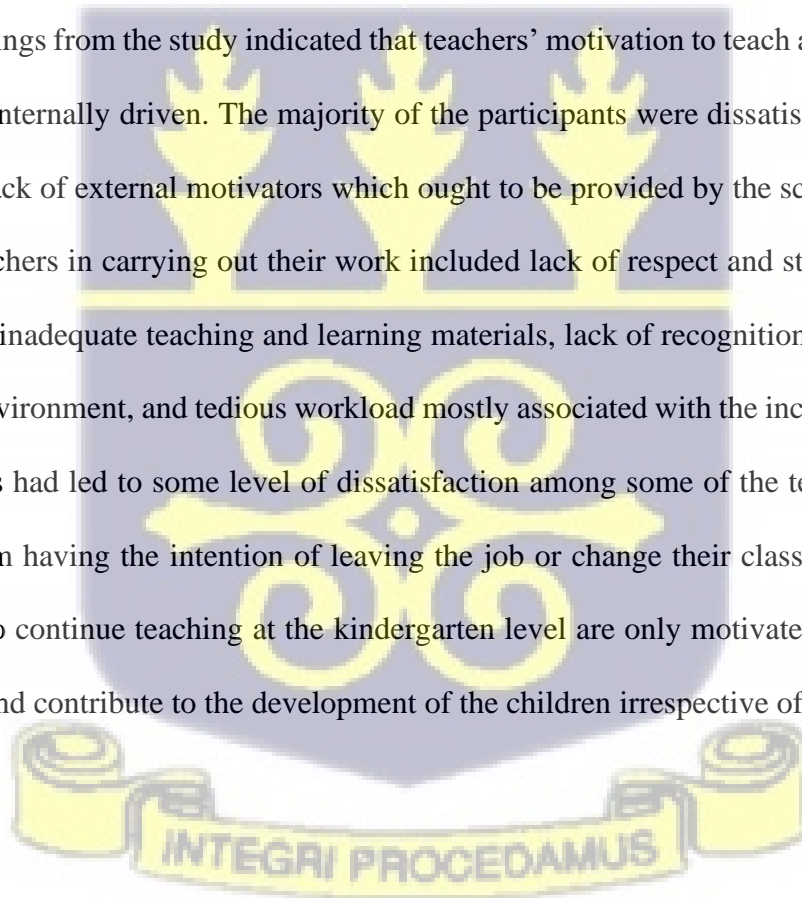 ings from the study indicated that teachers’ motivation to teach a
nternally driven. The majority of the participants were dissatis
ack of external motivators which ought to be provided by the sc
chers in carrying out their work included lack of respect and st
inadequate teaching and learning materials, lack of recognition
vironment, and tedious workload mostly associated with the inc
s had led to some level of dissatisfaction among some of the te
m having the intention of leaving the job or change their class
o continue teaching at the kindergarten level are only motivate
nd contribute to the development of the children irrespective of
INTEGRI PROCEDAMUS